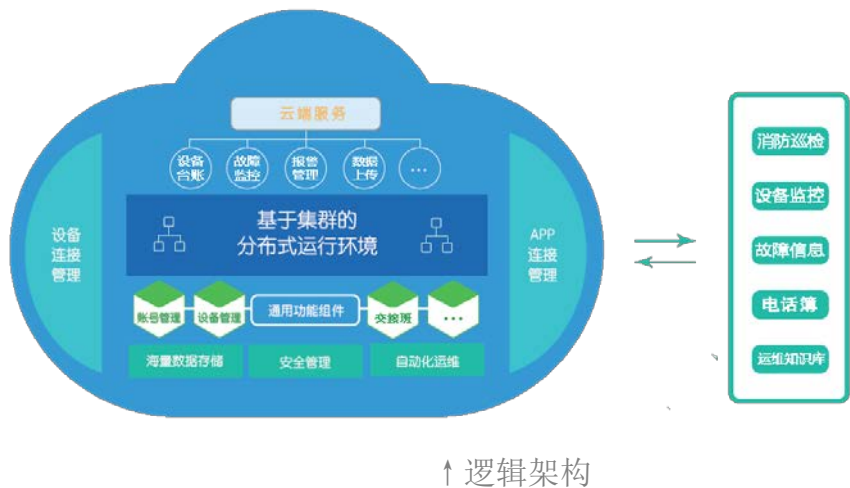 云端服务
设备
台账
故障
监控
报警
管理
数据
上传
...
设备
连接
管理
基于集群的
分布式运行环境
APP
连接
管理
账号管理
设备管理
通用功能组件
交接班
...
海量数据存储
安全管理
自动化运维
消防巡检
设备监控
故障信息
电话簿
运维知识库
↑逻辑架构